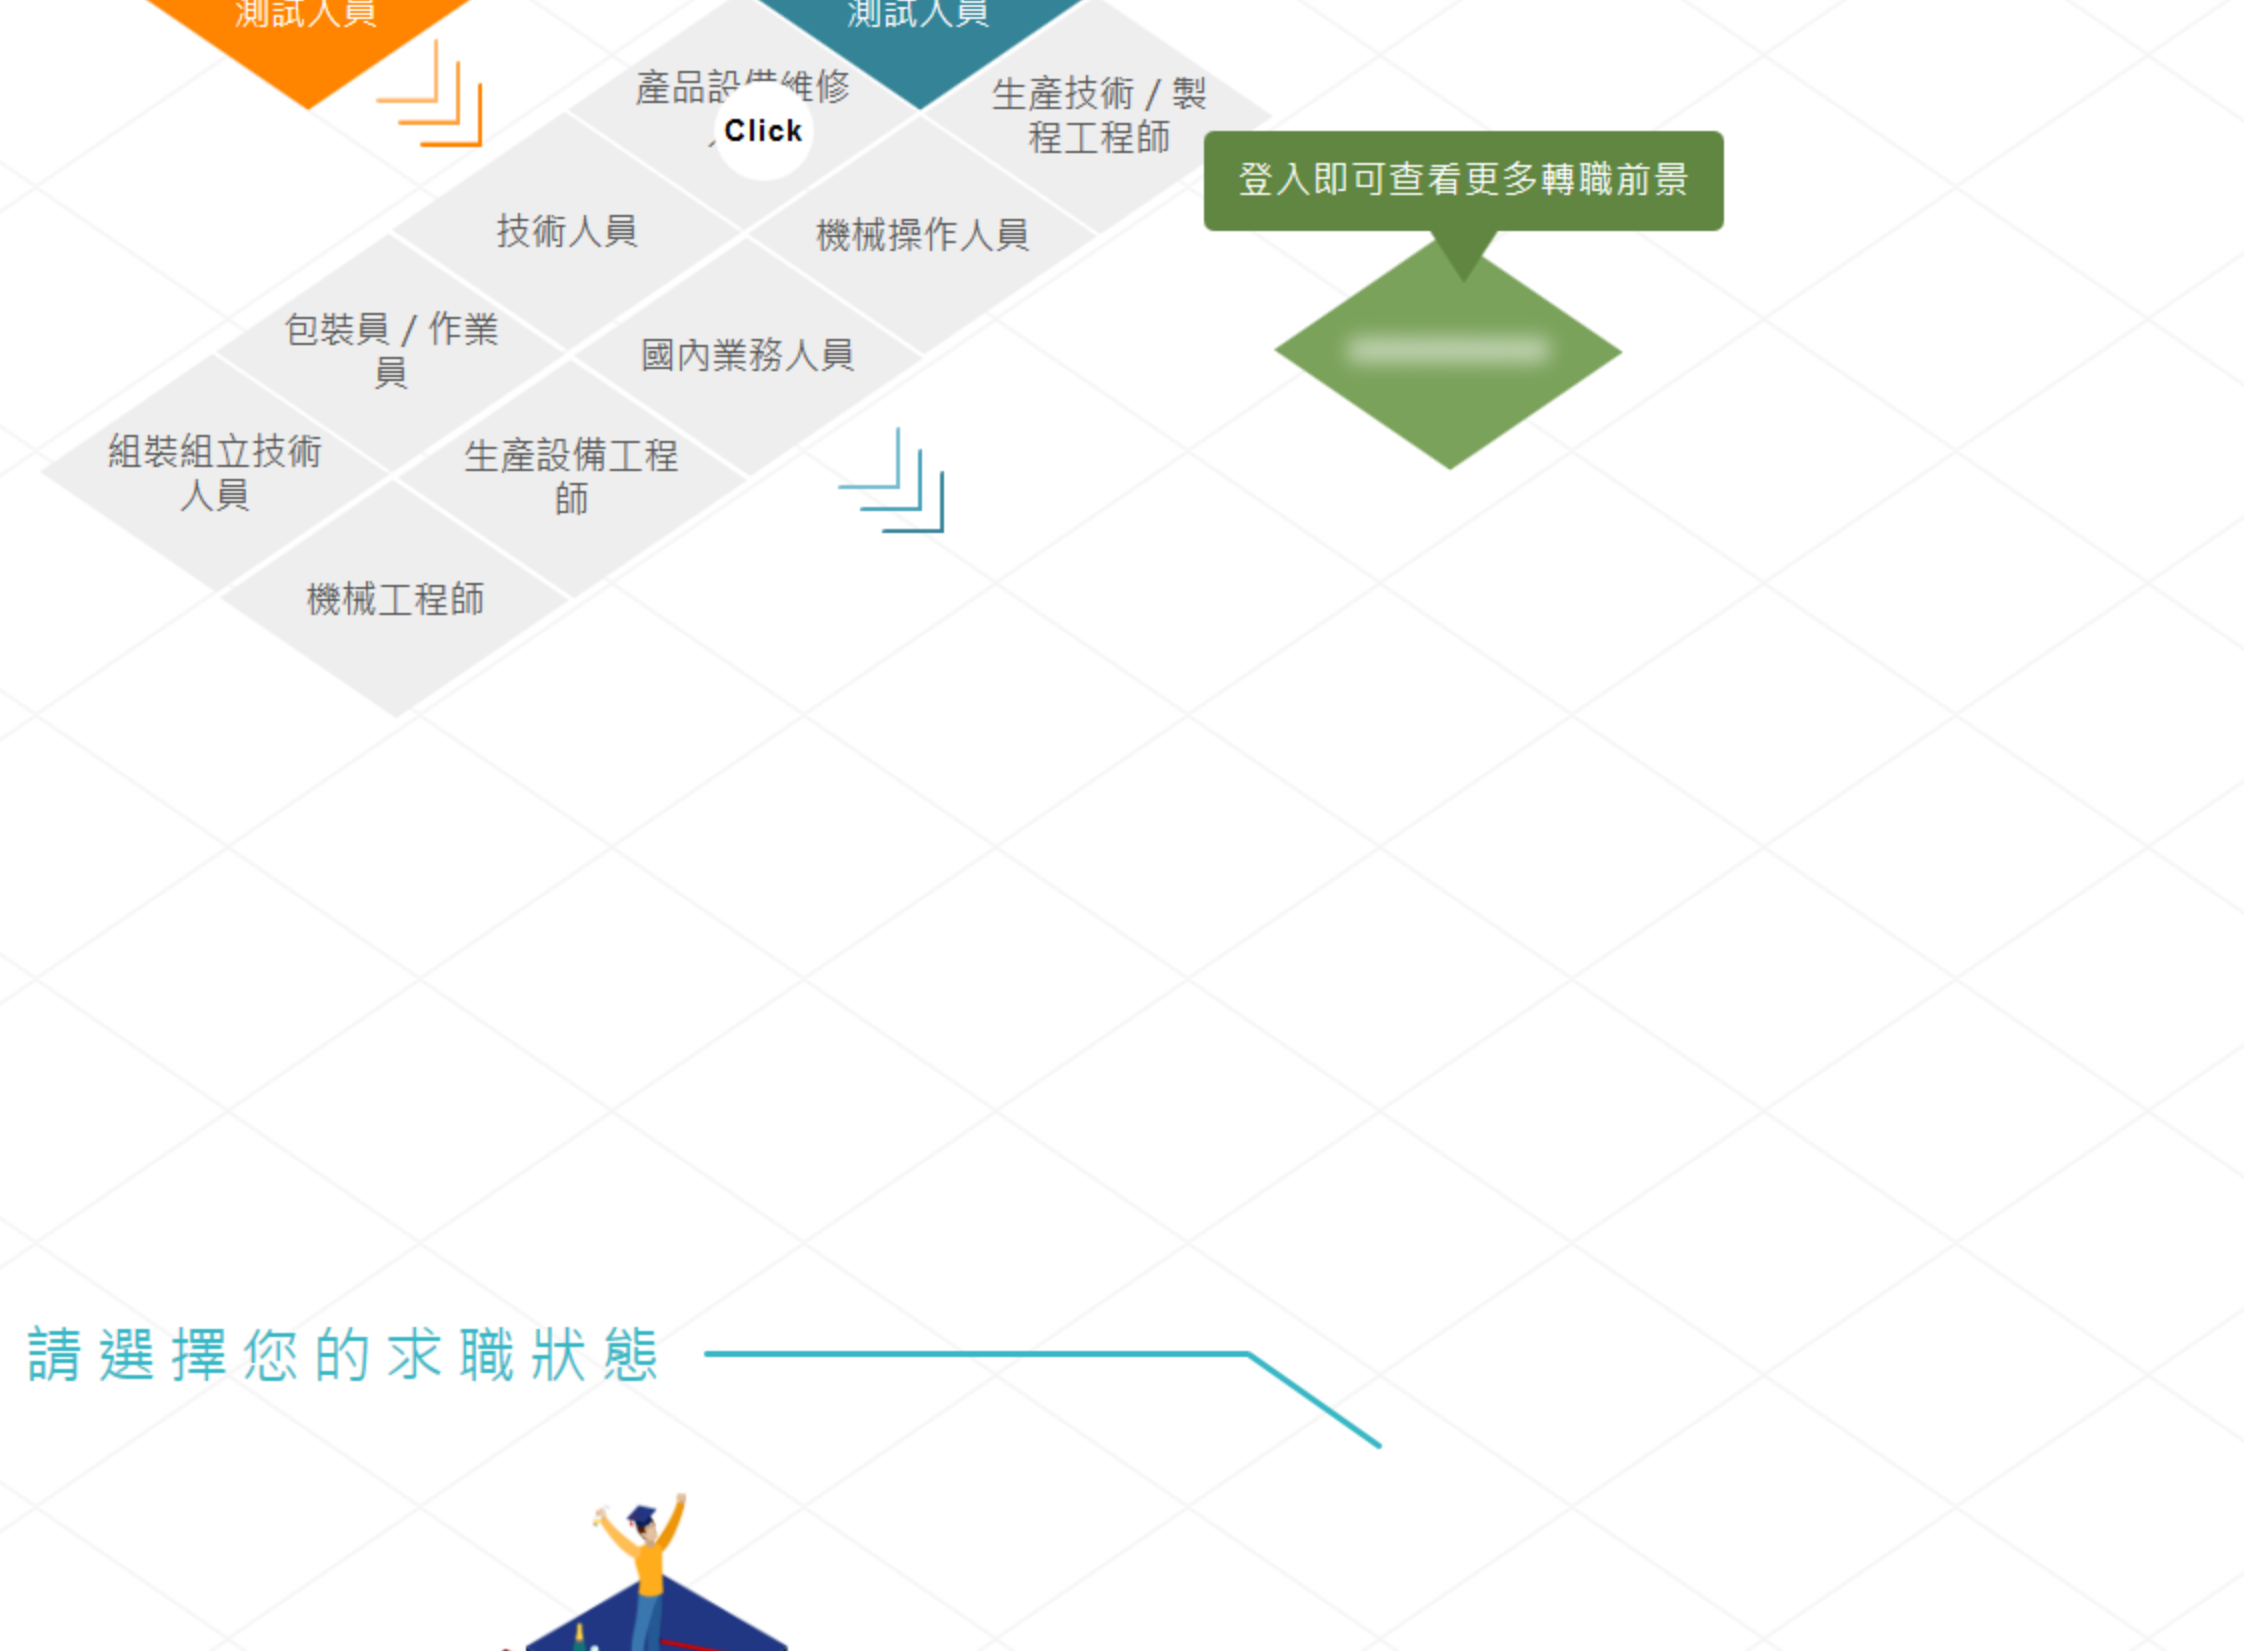 測試人員
測試人員
產品設備維修
Click
生產技術 / 製
程工程師
登入即可查看更多轉職前景
技術人員
機械操作人員
包裝員 / 作業
員
國內業務人員
組裝組立技術
人員
生產設備工程
師
機械工程師
請選擇您的求職狀態